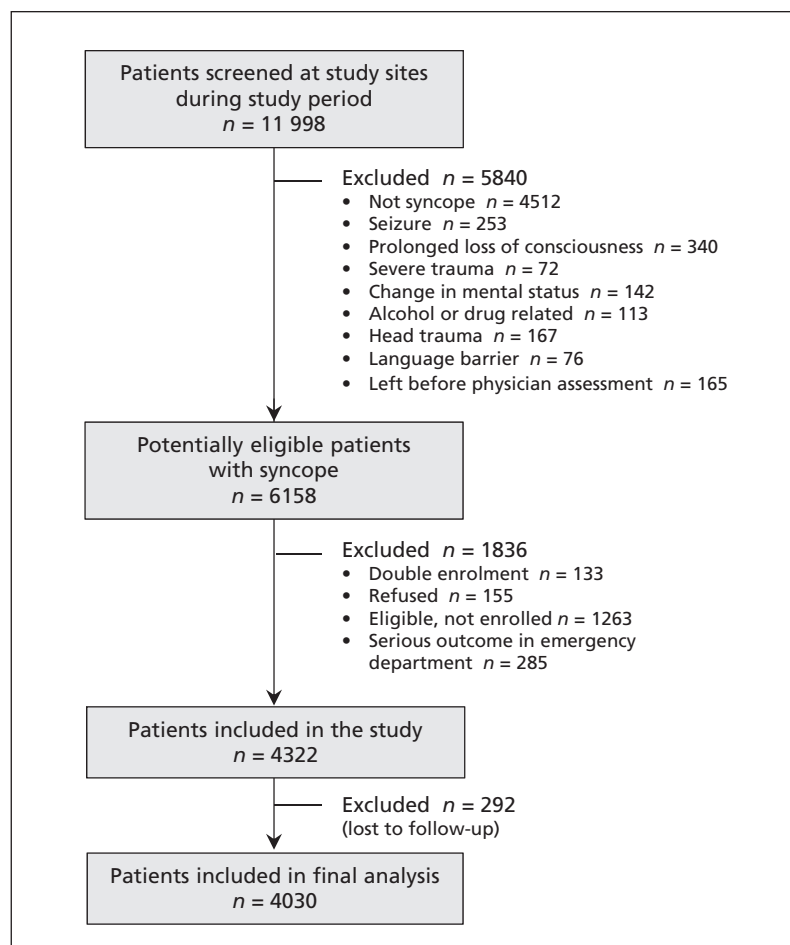 Patients screened at study sites
during study period
n = 11 998
Excluded n = 5840
• Not syncope n = 4512
• Seizure n = 253
• Prolonged loss of consciousness n = 340
• Severe trauma n = 72
• Change in mental status n = 142
• Alcohol or drug related n = 113
• Head trauma n = 167
• Language barrier n = 76
• Left before physician assessment n = 165
Potentially eligible patients
with syncope
n = 6158
Excluded n = 1836
• Double enrolment n = 133
• Refused n = 155
• Eligible, not enrolled n = 1263
• Serious outcome in emergency
department n = 285
Patients included in the study
n = 4322
Excluded n = 292
(lost to follow-up)
Patients included in final analysis
n = 4030